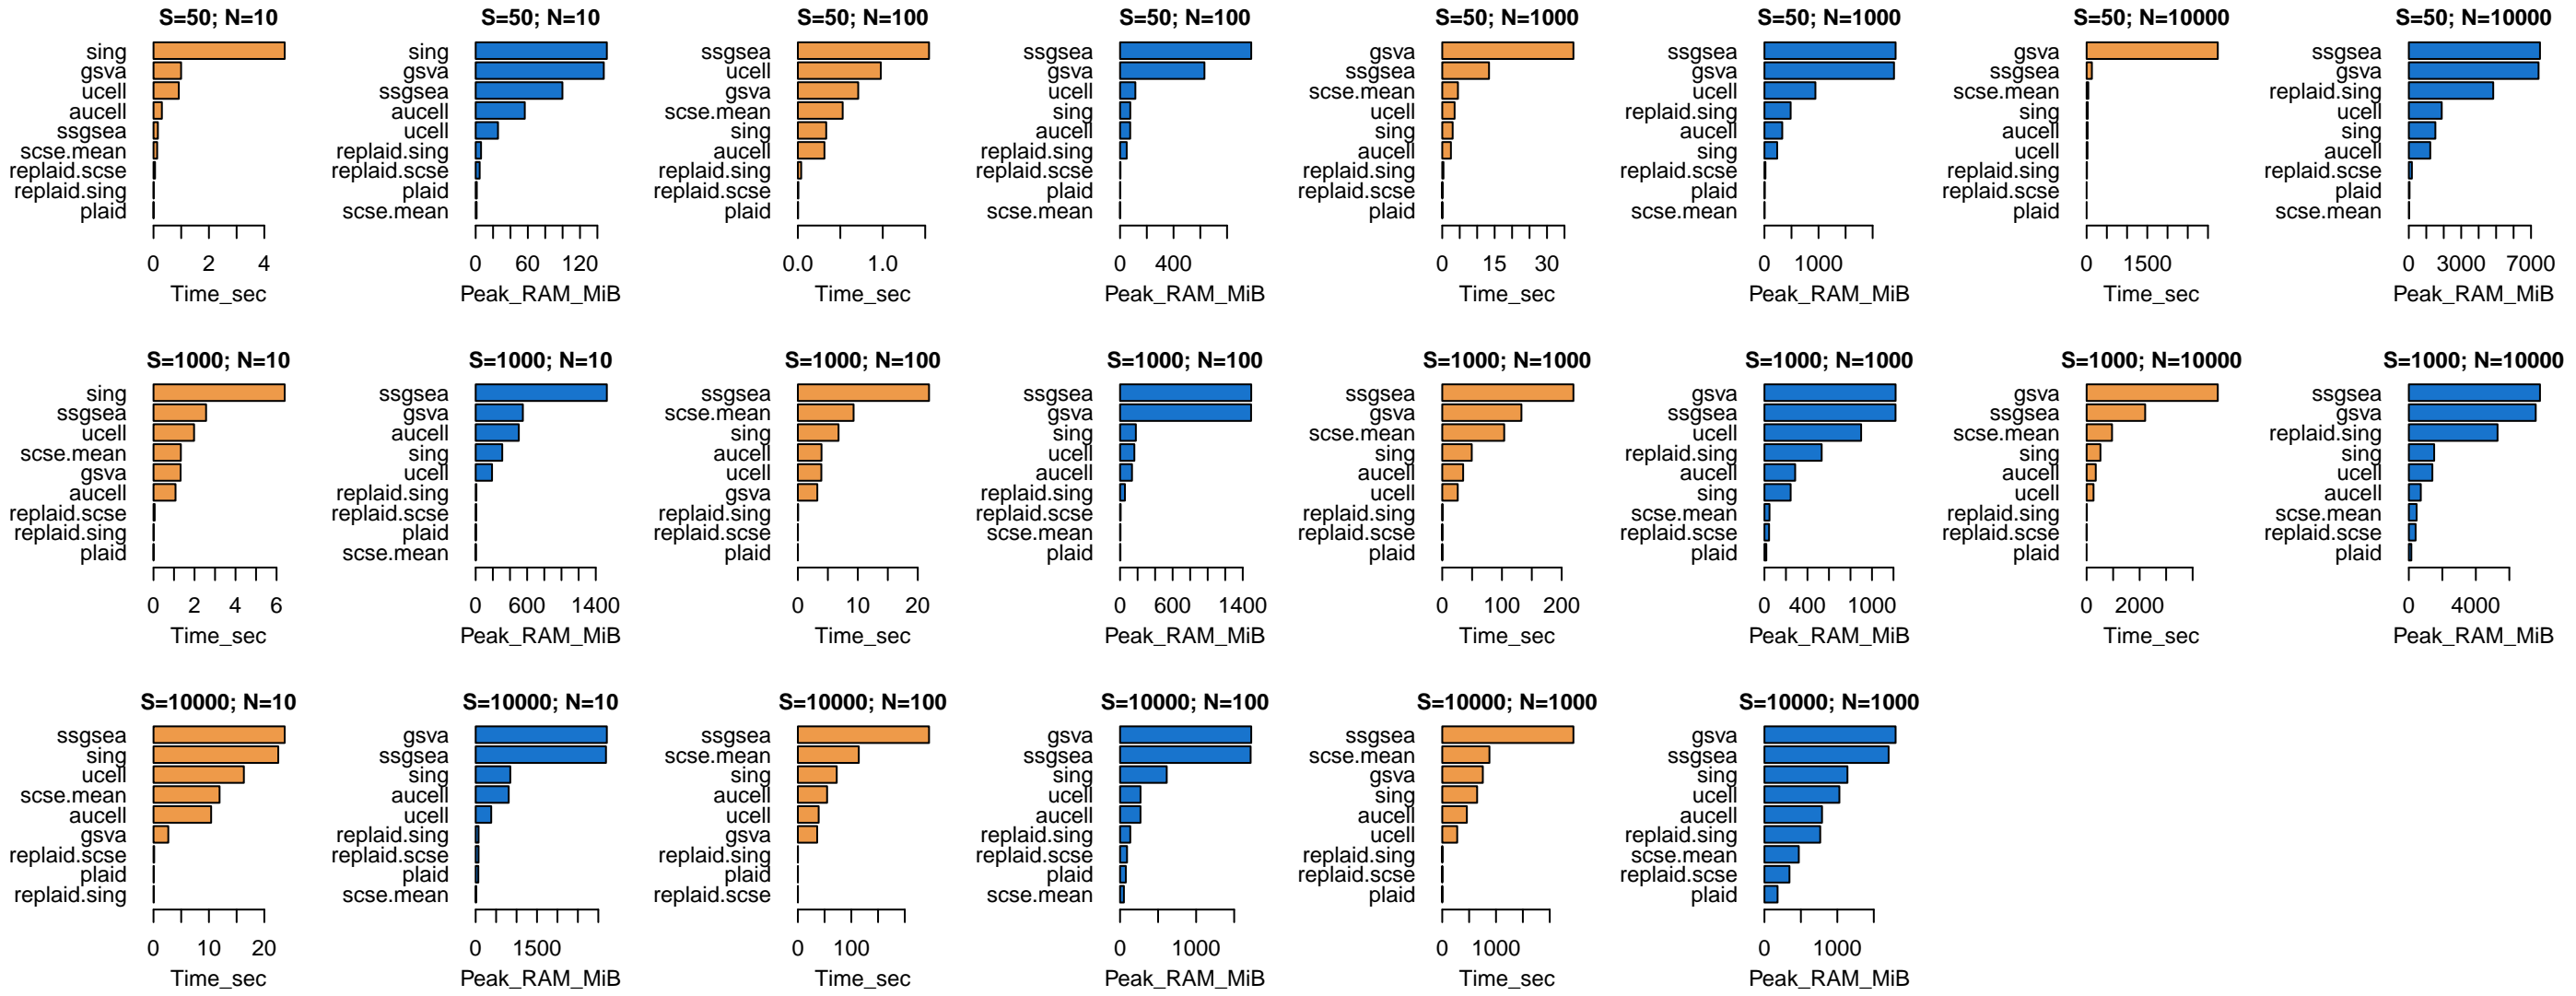 S=50; N=10
sing
gsva
ucell
aucell
ssgsea
scse.mean
replaid.scse
replaid.sing
plaid
0 2 4
Time_sec
S=50; N=10
sing
gsva
ssgsea
aucell
ucell
replaid.sing
replaid.scse
plaid
scse.mean
0 60 120
Peak_RAM_MiB
S=50; N=100
ssgsea
ucell
gsva
scse.mean
sing
aucell
replaid.sing
replaid.scse
plaid
0.0 1.0
Time_sec
S=50; N=100
ssgsea
gsva
ucell
sing
aucell
replaid.sing
replaid.scse
plaid
scse.mean
0 400
Peak_RAM_MiB
S=50; N=1000
gsva
ssgsea
scse.mean
ucell
sing
aucell
replaid.sing
replaid.scse
plaid
0 15 30
Time_sec
S=50; N=1000
ssgsea
gsva
ucell
replaid.sing
aucell
sing
replaid.scse
plaid
scse.mean
0 1000
Peak_RAM_MiB
S=50; N=10000
gsva
ssgsea
scse.mean
sing
aucell
ucell
replaid.sing
replaid.scse
plaid
0 1500
Time_sec
S=50; N=10000
ssgsea
gsva
replaid.sing
ucell
sing
aucell
replaid.scse
plaid
scse.mean
0 3000 7000
Peak_RAM_MiB
S=1000; N=10
sing
ssgsea
ucell
scse.mean
gsva
aucell
replaid.scse
replaid.sing
plaid
0 2 4 6
Time_sec
S=1000; N=10
ssgsea
gsva
aucell
sing
ucell
replaid.sing
replaid.scse
plaid
scse.mean
0 600 1400
Peak_RAM_MiB
S=1000; N=100
ssgsea
scse.mean
sing
aucell
ucell
gsva
replaid.sing
replaid.scse
plaid
0 10 20
Time_sec
S=1000; N=100
ssgsea
gsva
sing
ucell
aucell
replaid.sing
replaid.scse
scse.mean
plaid
0 600 1400
Peak_RAM_MiB
S=1000; N=1000
ssgsea
gsva
scse.mean
sing
aucell
ucell
replaid.sing
replaid.scse
plaid
0 100 200
Time_sec
S=1000; N=1000
gsva
ssgsea
ucell
replaid.sing
aucell
sing
scse.mean
replaid.scse
plaid
0 400 1000
Peak_RAM_MiB
S=1000; N=10000
gsva
ssgsea
scse.mean
sing
aucell
ucell
replaid.sing
replaid.scse
plaid
0 2000
Time_sec
S=1000; N=10000
ssgsea
gsva
replaid.sing
sing
ucell
aucell
scse.mean
replaid.scse
plaid
0 4000
Peak_RAM_MiB
S=10000; N=10
ssgsea
sing
ucell
scse.mean
aucell
gsva
replaid.scse
plaid
replaid.sing
0 10 20
Time_sec
S=10000; N=10
gsva
ssgsea
sing
aucell
ucell
replaid.sing
replaid.scse
plaid
scse.mean
0 1500
Peak_RAM_MiB
S=10000; N=100
ssgsea
scse.mean
sing
aucell
ucell
gsva
replaid.sing
plaid
replaid.scse
0 100
Time_sec
S=10000; N=100
gsva
ssgsea
sing
ucell
aucell
replaid.sing
replaid.scse
plaid
scse.mean
0 1000
Peak_RAM_MiB
S=10000; N=1000
ssgsea
scse.mean
gsva
sing
aucell
ucell
replaid.sing
replaid.scse
plaid
0 1000
Time_sec
S=10000; N=1000
gsva
ssgsea
sing
ucell
aucell
replaid.sing
scse.mean
replaid.scse
plaid
0 1000
Peak_RAM_MiB